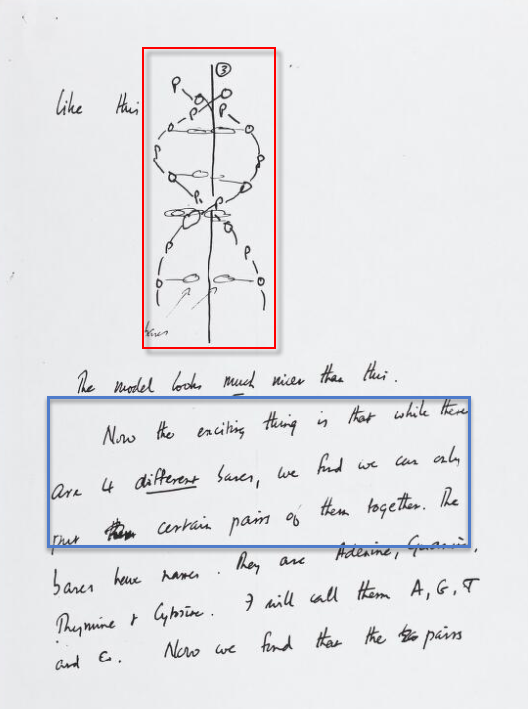 ③
P
P
P
Like this
P
P
P.
P
P
P
bases
The model looks much nicer than this.
Now the exciting thing is that while there
are 4 different bases, we find we can only
put certain pairs of them together. The
bases have names. They are Adenine, Guanine,
Thymine & Cytosine. I will call them A, G, T
and C. Now we find that the pairs